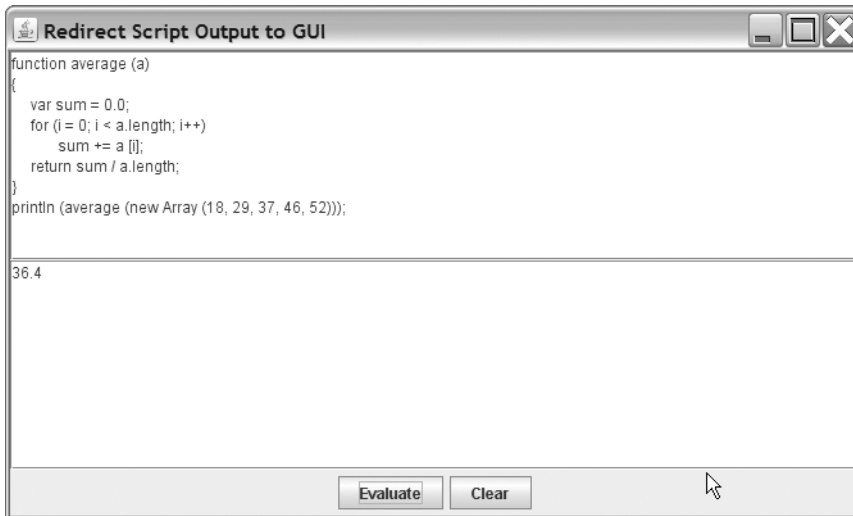 Redirect Script Output to GUI
function average (a)
{
var sum = 0.0;
for (i = 0; i < a.length; i++)
sum += a [i];
return sum / a.length;
}
println (average (new Array (18, 29, 37, 46, 52)));
36.4
Evaluate Clear